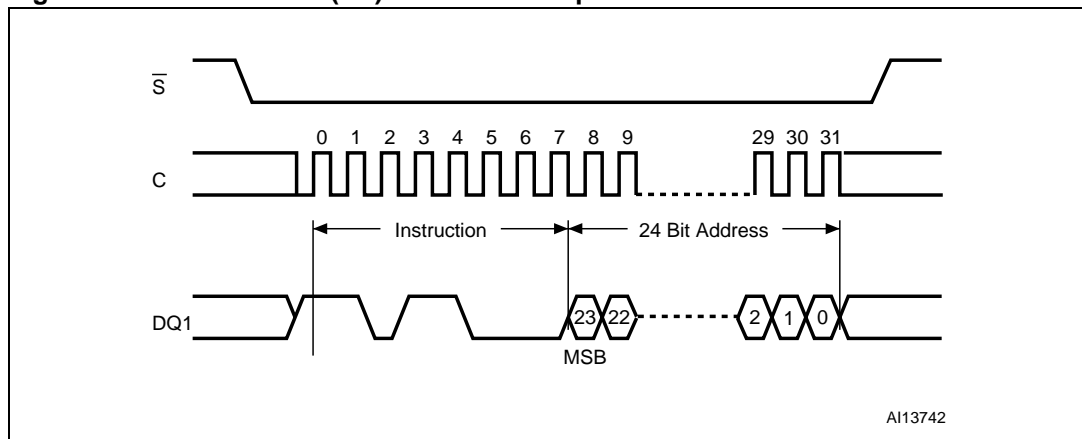 S
0 1 2 3 4 5 6 7 8 9 29 30 31
C
Instruction 24 Bit Address
DQ1 23 22 2 1 0
MSB
AI13742